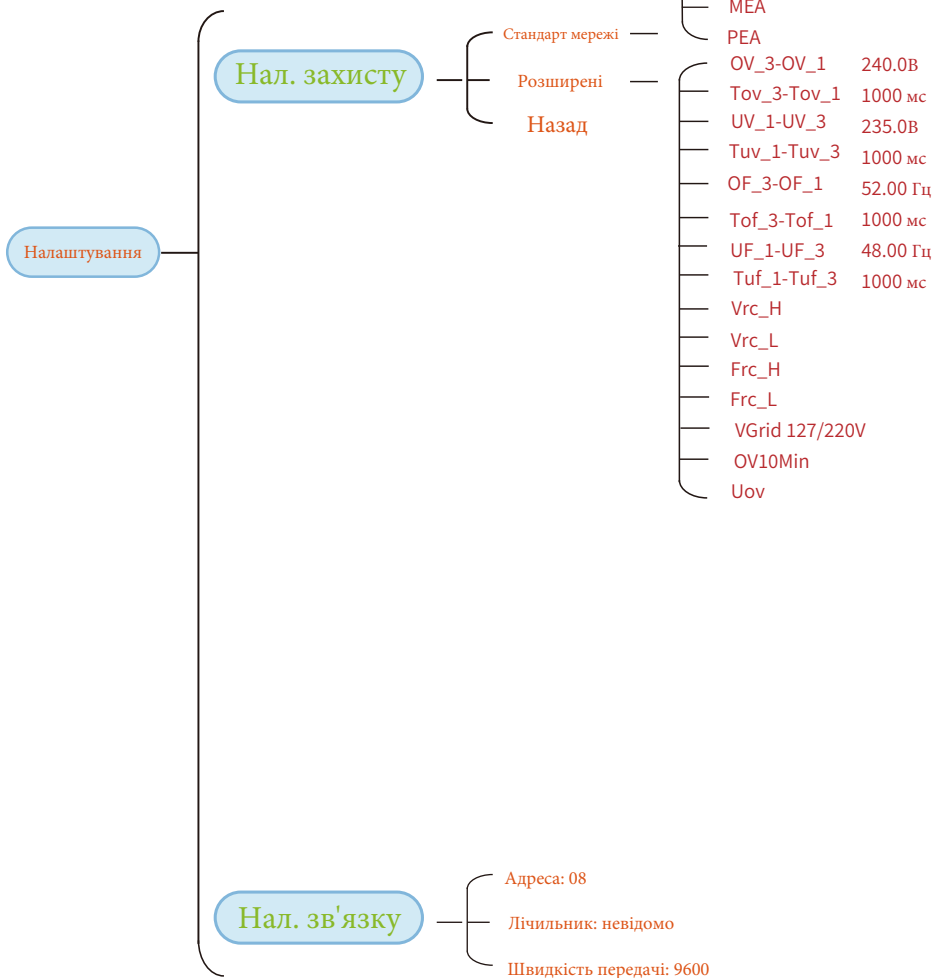 MEA
Стандарт мережі
PEA
Нал. захисту
OV_3-OV_1 240.0В
Розширені
Tov_3-Tov_1 1000 мс
Назад
UV_1-UV_3 235.0В
Tuv_1-Tuv_3 1000 мс
OF_3-OF_1 52.00 Гц
Tof_3-Tof_1 1000 мс
Налаштування
UF_1-UF_3 48.00 Гц
Tuf_1-Tuf_3 1000 мс
Vrc_H
Vrc_L
Frc_H
Frc_L
VGrid 127/220V
OV10Min
Uov
Адреса: 08
Нал. зв'язку
Лічильник: невідомо
Швидкість передачі: 9600